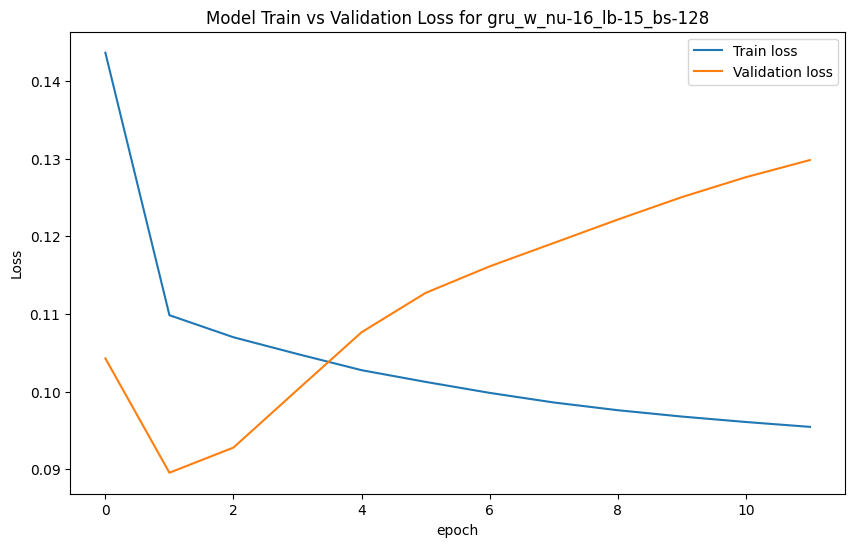 Model Train vs Validation Loss for gru_w_nu-16_lb-15_bs-128
Train loss
Validation loss
0.14
0.13
0.12
0.11
0.10
0.09
Loss
0 2 4 6 8 10
epoch